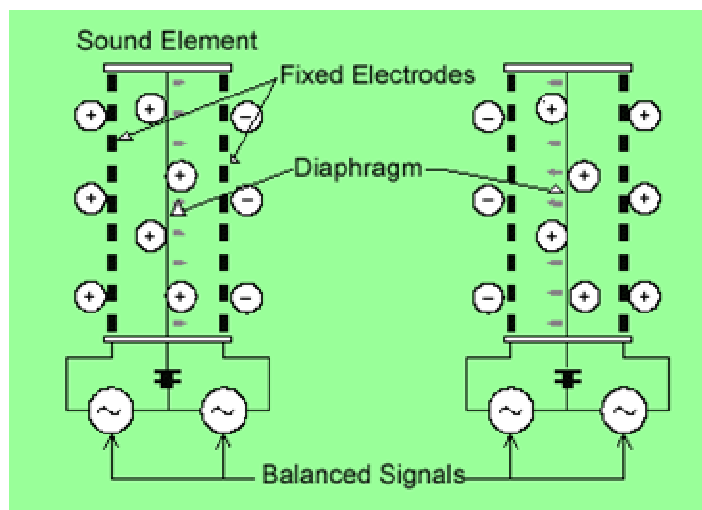 Sound Element
Fixed Electrodes
Diaphragm
Balanced Signals